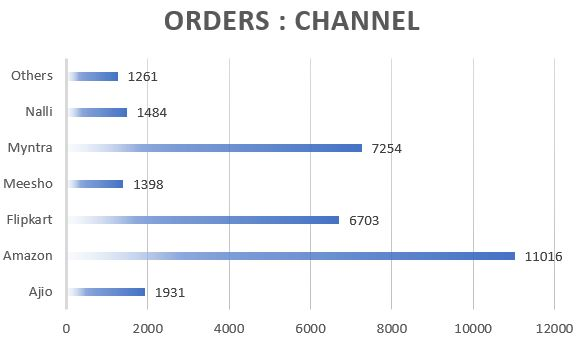 ORDERS : CHANNEL
Others 1261
Nalli 1484
Myntra 7254
Meesho 1398
Flipkart 6703
Amazon 11016
Ajio 1931
0 2000 4000 6000 8000 10000 12000